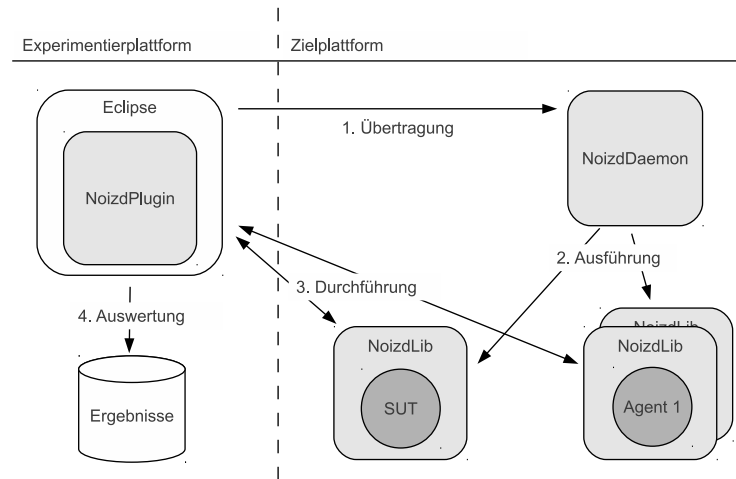 Experimentierplattform
Zielplattform
Eclipse
NoizdPlugin
1. Übertragung
NoizdDaemon
2. Ausführung
3. Durchführung
4. Auswertung
Ergebnisse
NoizdLib
SUT
NoizdLib
NoizdLib
Agent 1